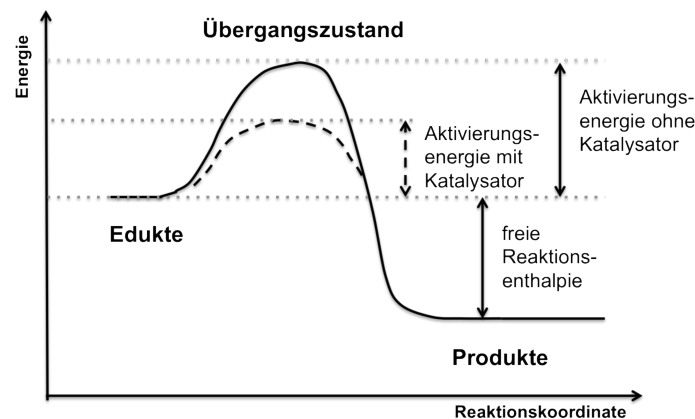 Übergangszustand
Energie
Aktivierungs-
energie ohne
Katalysator
Aktivierungs-
energie mit
Katalysator
Edukte
freie
Reaktions-
enthalpie
Produkte
Reaktionskoordinate